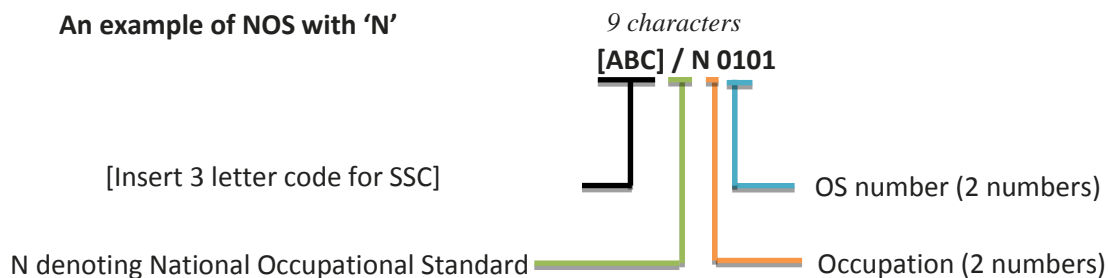 An example of NOS with ‘N’
9 characters
[ABC] / N 0101
[Insert 3 letter code for SSC]
OS number (2 numbers)
N denoting National Occupational Standard
Occupation (2 numbers)